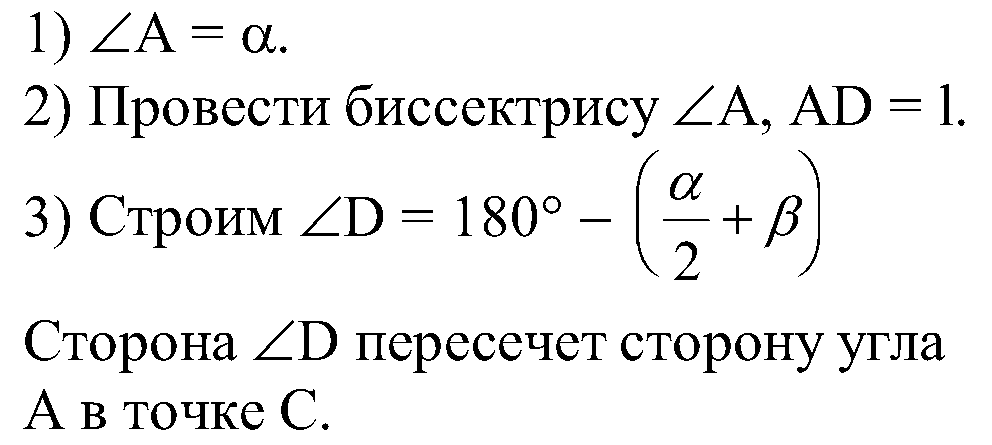 1) ∠A = α.
2) Провести биссектрису ∠A, AD = l.
3) Строим ∠D = 180° – (α/2 + β)
Сторона ∠D пересечет сторону угла
А в точке С.